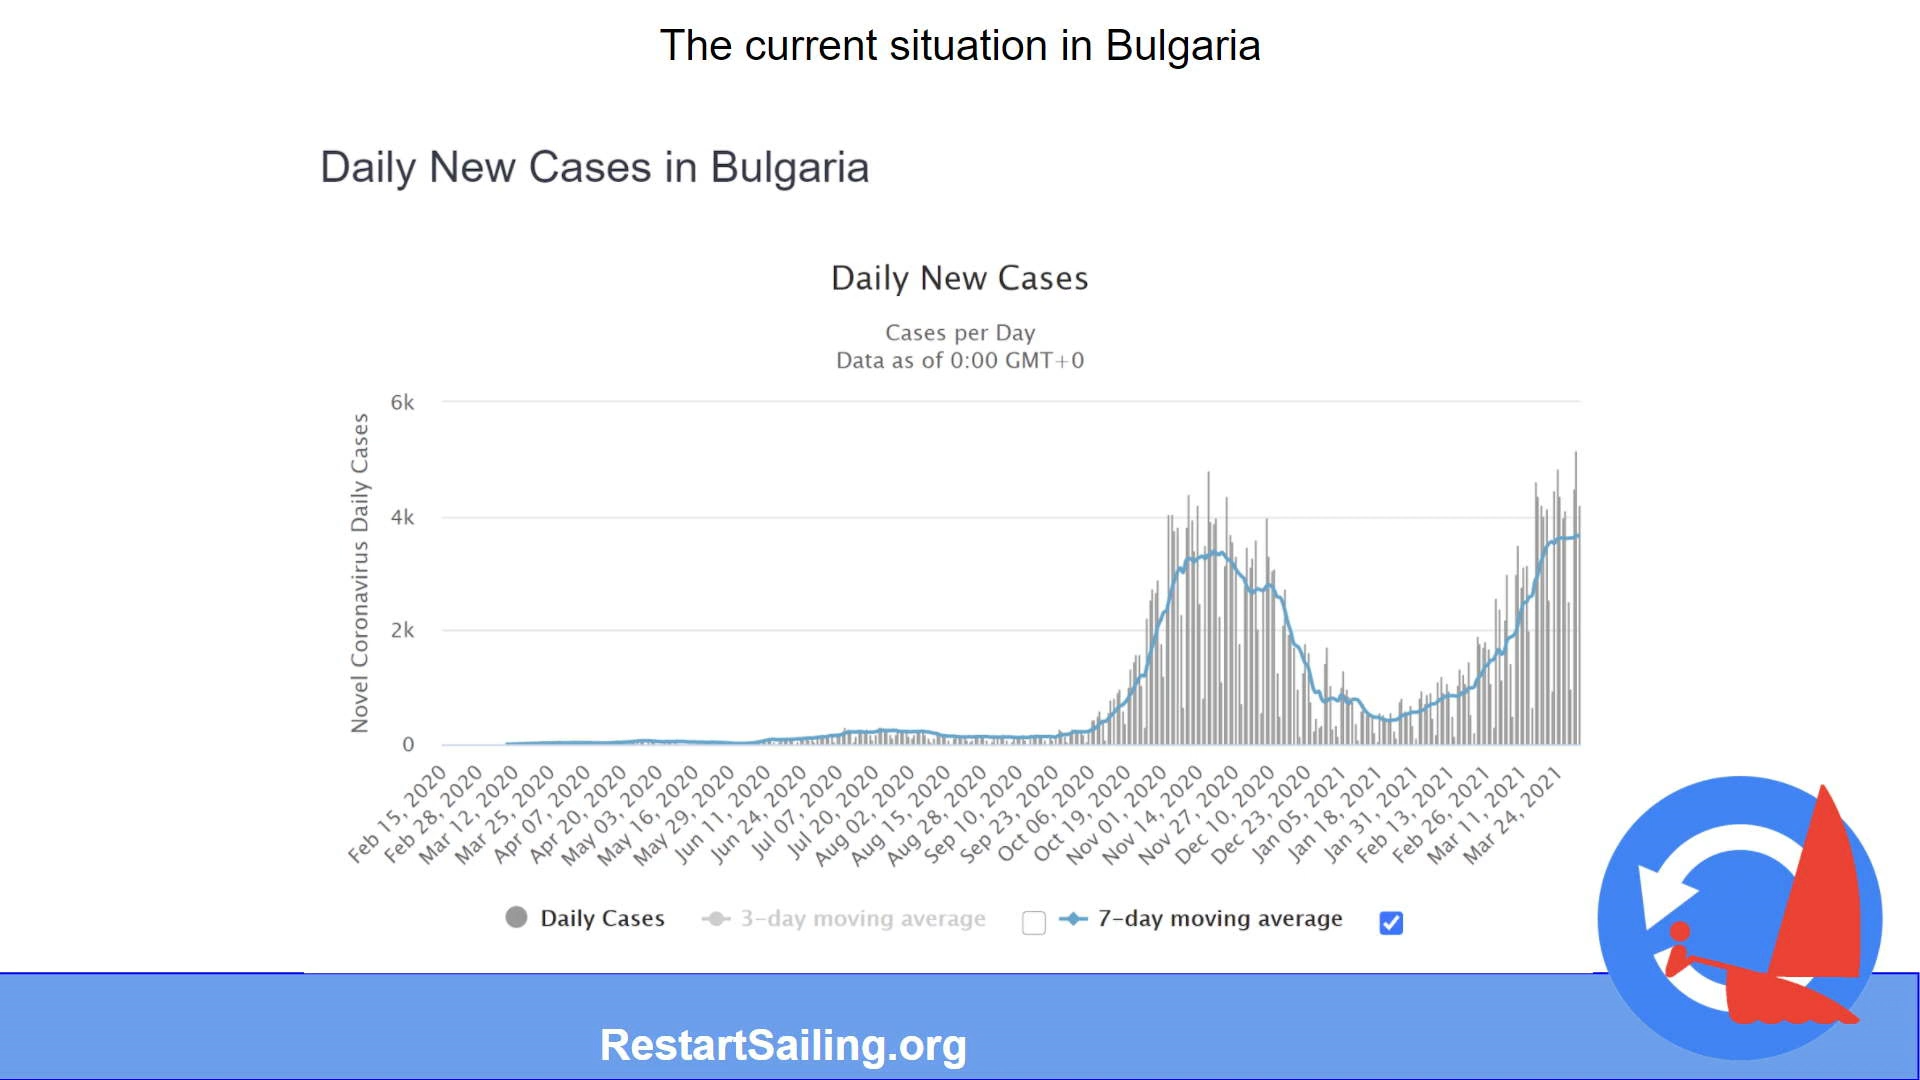 The current situation in Bulgaria
Daily New Cases in Bulgaria
Daily New Cases
Cases per Day
Data as of 0:00 GMT+0
Novel Coronavirus Daily Cases
6k
4k
2k
0
Feb 15, 2020
Feb 28, 2020
Mar 12, 2020
Mar 25, 2020
Apr 07, 2020
Apr 20, 2020
May 03, 2020
May 16, 2020
May 29, 2020
Jun 11, 2020
Jun 24, 2020
Jul 07, 2020
Jul 20, 2020
Aug 02, 2020
Aug 15, 2020
Aug 28, 2020
Sep 10, 2020
Sep 23, 2020
Oct 06, 2020
Oct 19, 2020
Nov 01, 2020
Nov 14, 2020
Nov 27, 2020
Dec 10, 2020
Dec 23, 2020
Jan 05, 2021
Jan 18, 2021
Jan 31, 2021
Feb 13, 2021
Feb 26, 2021
Mar 11, 2021
Mar 24, 2021
Daily Cases
3-day moving average
7-day moving average
RestartSailing.org